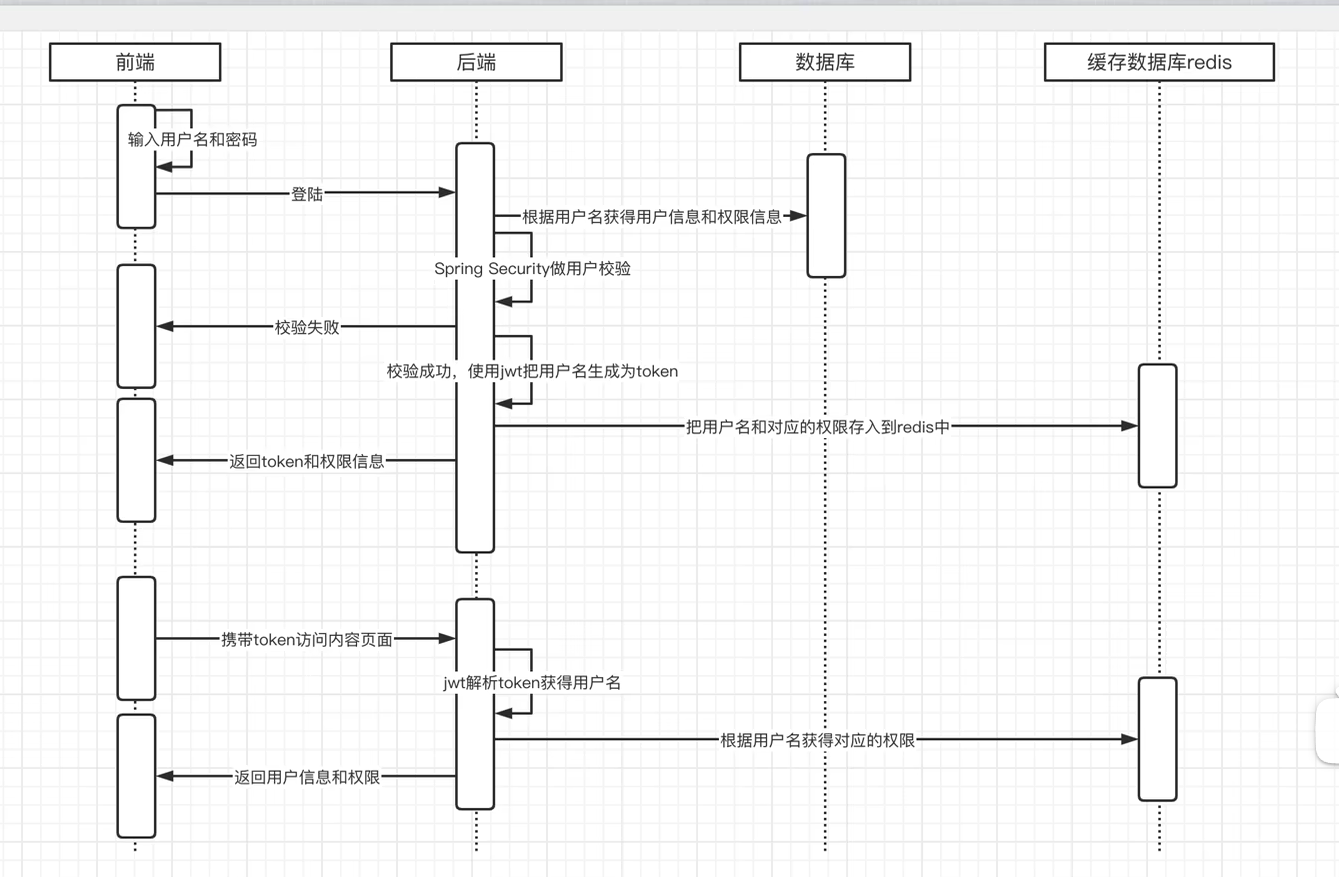 前端
后端
数据库
缓存数据库redis
输入用户名和密码
登陆
根据用户名获得用户信息和权限信息
Spring Security做用户校验
校验失败
校验成功，使用jwt把用户名生成为token
把用户名和对应的权限存入到redis中
返回token和权限信息
携带token访问内容页面
jwt解析token获得用户名
根据用户名获得对应的权限
返回用户信息和权限